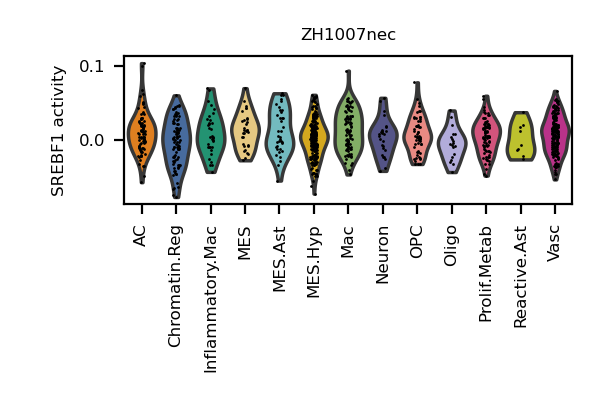 ZH1007nec
SREBF1 activity
0.1
0.0
AC
Chromatin.Reg
Inflammatory.Mac
MES
MES.Ast
MES.Hyp
Mac
Neuron
OPC
Oligo
Prolif.Metab
Reactive.Ast
Vasc